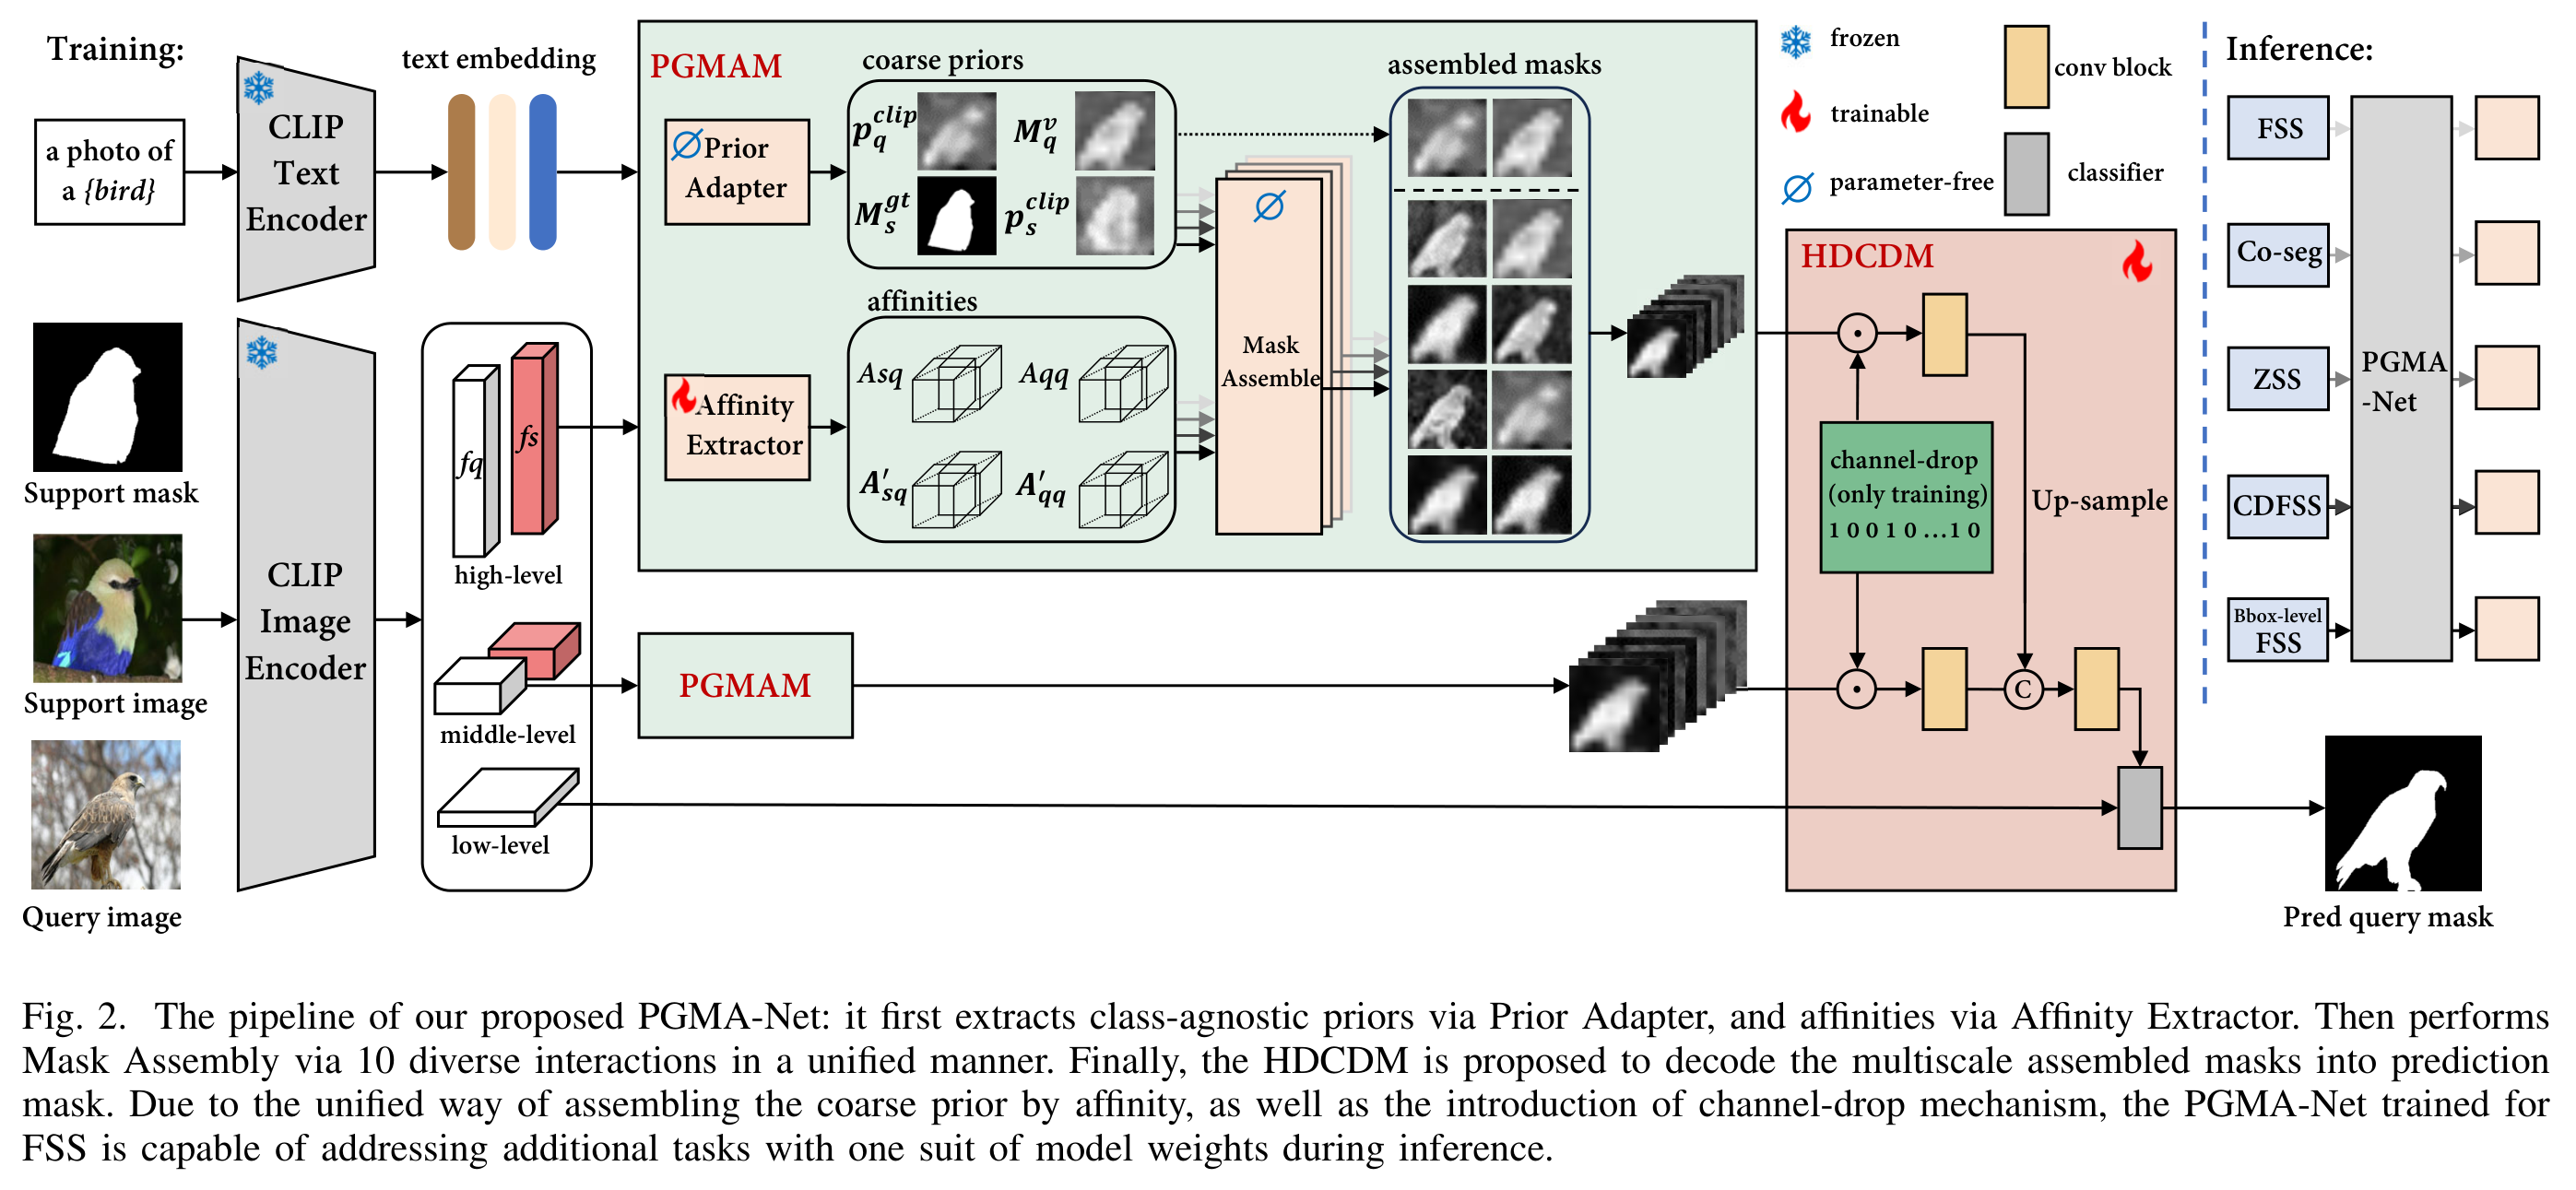 Training:
a photo of
a {bird}
CLIP
Text
Encoder
text embedding
Support mask
Support image
Query image
CLIP
Image
Encoder
fq
fs
high-level
middle-level
low-level
PGMAM
Prior
Adapter
coarse priors
p_q^{clip}
M_q^v
M_s^{gt}
p_s^{clip}
Affinity
Extractor
affinities
Asq
Aqq
A'_{sq}
A'_{qq}
Mask
Assemble
assembled masks
PGMAM
frozen
trainable
parameter-free
conv block
classifier
HDCDM
channel-drop
(only training)
1 0 0 1 0 ...1 0
Up-sample
C
Inference:
FSS
Co-seg
ZSS
CDFSS
Bbox-level
FSS
PGMA
-Net
Pred query mask
Fig. 2. The pipeline of our proposed PGMA-Net: it first extracts class-agnostic priors via Prior Adapter, and affinities via Affinity Extractor. Then performs
Mask Assembly via 10 diverse interactions in a unified manner. Finally, the HDCDM is proposed to decode the multiscale assembled masks into prediction
mask. Due to the unified way of assembling the coarse prior by affinity, as well as the introduction of channel-drop mechanism, the PGMA-Net trained for
FSS is capable of addressing additional tasks with one suit of model weights during inference.